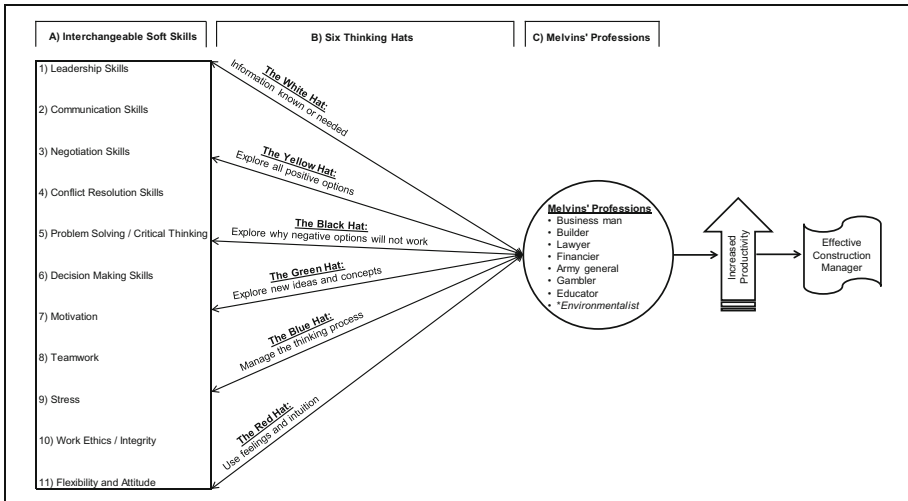 A) Interchangeable Soft Skills
B) Six Thinking Hats
C) Melvins' Professions
1) Leadership Skills
2) Communication Skills
3) Negotiation Skills
4) Conflict Resolution Skills
5) Problem Solving / Critical Thinking
6) Decision Making Skills
7) Motivation
8) Teamwork
9) Stress
10) Work Ethics / Integrity
11) Flexibility and Attitude
The White Hat:
Information known or needed
The Yellow Hat:
Explore all positive options
The Black Hat:
Explore why negative options will not work
The Green Hat:
Explore new ideas and concepts
The Blue Hat:
Manage the thinking process
The Red Hat:
Use feelings and intuition
Melvins' Professions
• Business man
• Builder
• Lawyer
• Financier
• Army general
• Gambler
• Educator
• *Environmentalist
Increased
Productivity
Effective
Construction
Manager